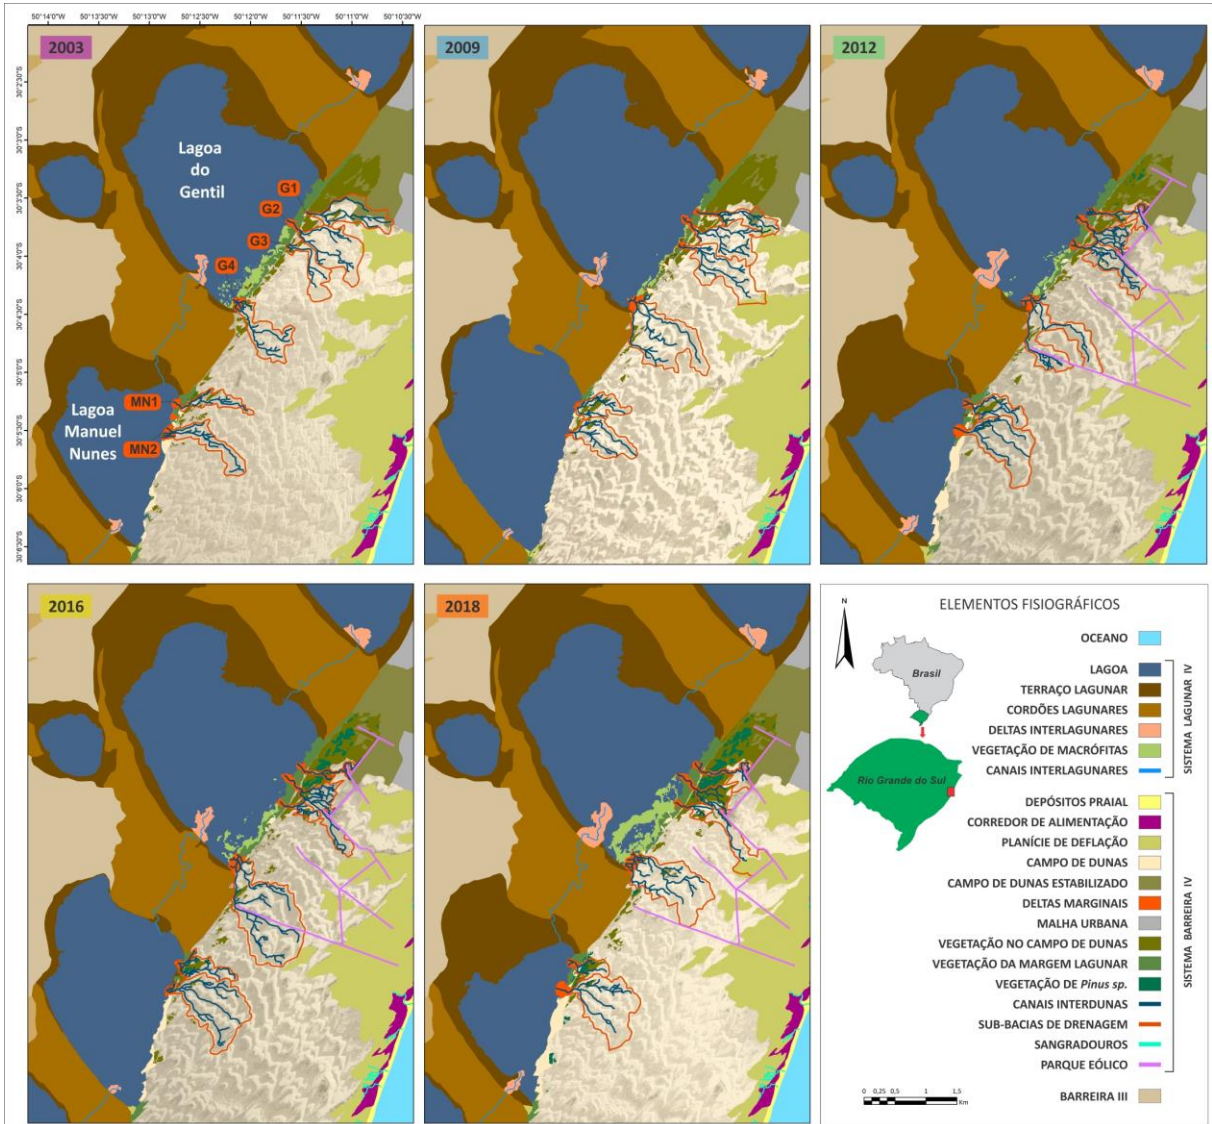 50°14'0"W 50°13'30"W 50°13'0"W 50°12'30"W 50°12'0"W 50°11'30"W 50°11'0"W 50°10'30"W
2003
2009
2012
30°2'30"S
30°3'0"S
30°3'30"S
30°4'0"S
30°4'30"S
30°5'0"S
30°5'30"S
30°6'0"S
30°6'30"S
Lagoa
do
Gentil
G1
G2
G3
G4
MN1
Lagoa
Manuel
Nunes
MN2
2016
2018
ELEMENTOS FISIOGRÁFICOS
N
Brasil
Rio Grande do Sul
OCEANO
LAGOA
TERRAÇO LAGUNAR
CORDÕES LAGUNARES
DELTAS INTERLAGUNARES
VEGETAÇÃO DE MACRÓFITAS
CANAIS INTERLAGUNARES
SISTEMA LAGUNAR IV
DEPÓSITOS PRAIAL
CORREDOR DE ALIMENTAÇÃO
PLANÍCIE DE DEFLAÇÃO
CAMPO DE DUNAS
CAMPO DE DUNAS ESTABILIZADO
DELTAS MARGINAIS
MALHA URBANA
VEGETAÇÃO NO CAMPO DE DUNAS
VEGETAÇÃO DA MARGEM LAGUNAR
VEGETAÇÃO DE Pinus sp.
CANAIS INTERDUNAS
SUB-BACIAS DE DRENAGEM
SANGRADOUROS
PARQUE EÓLICO
SISTEMA BARREIRA IV
BARREIRA III
0 0,25 0,5 1 1,5
Km